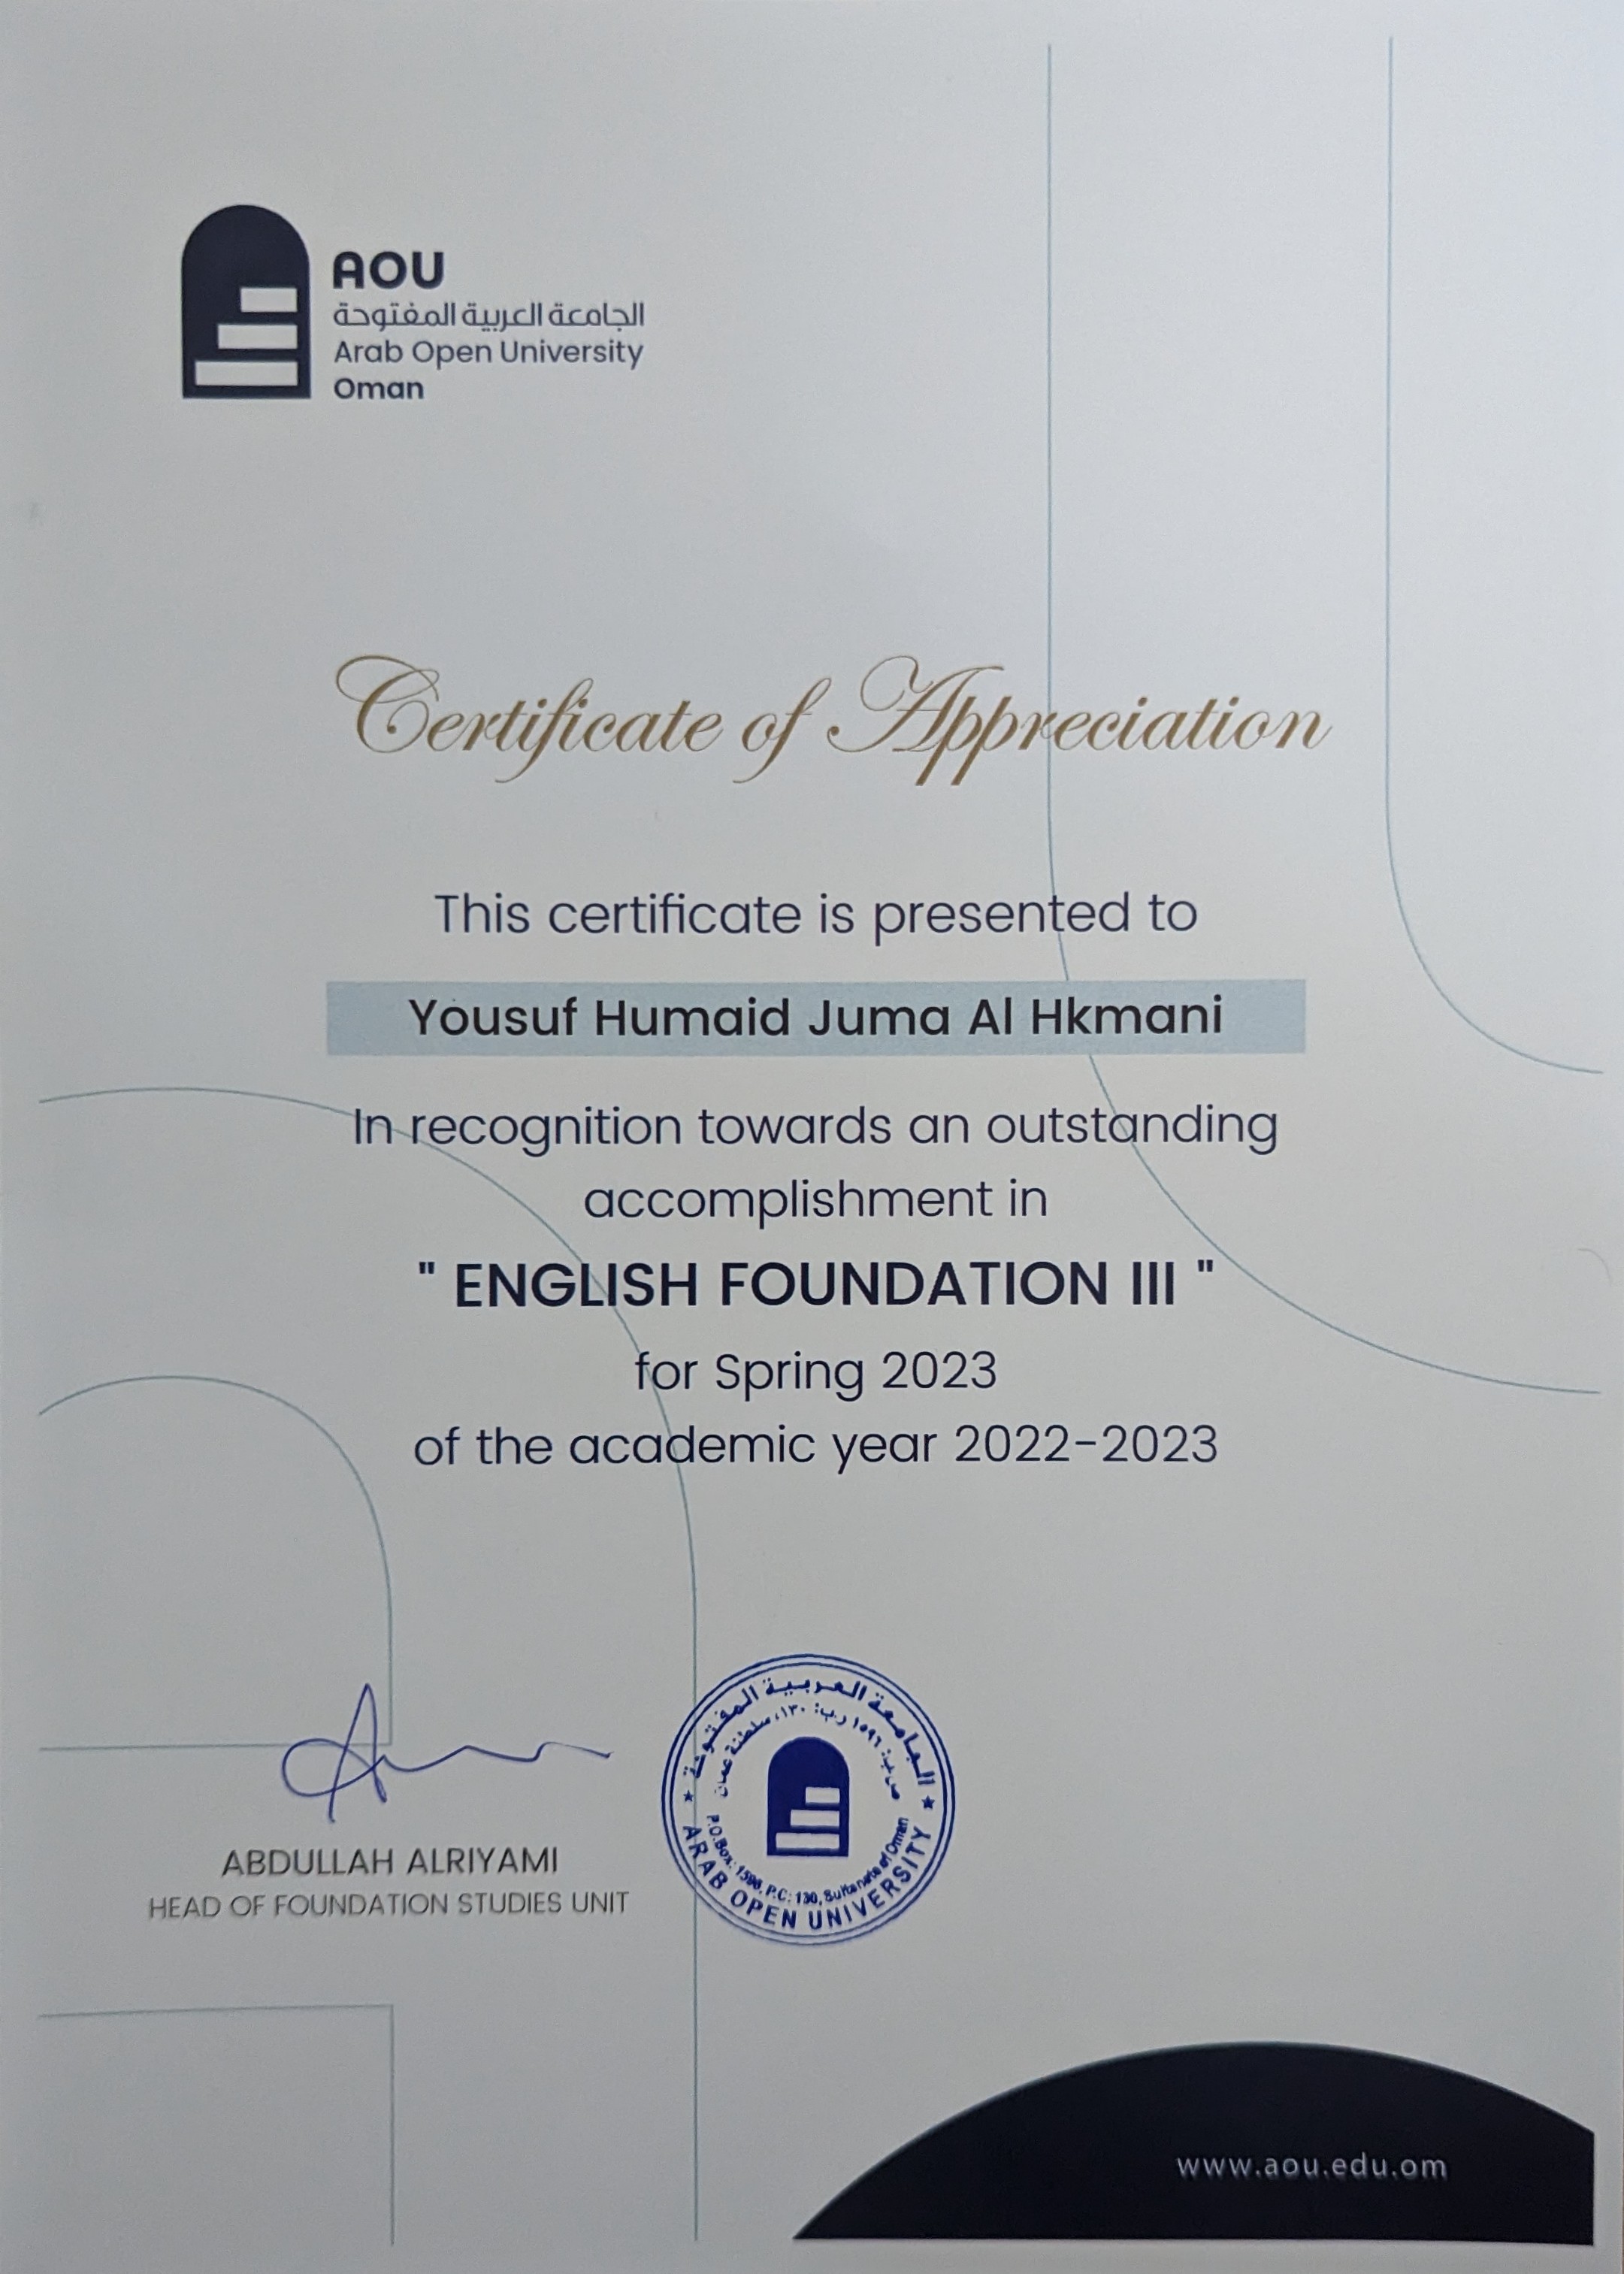 AOU
الجامعة العربية المفتوحة
Arab Open University
Oman
Certificate of Appreciation
This certificate is presented to
Yousuf Humaid Juma Al Hkmani
In recognition towards an outstanding
accomplishment in
" ENGLISH FOUNDATION III "
for Spring 2023
of the academic year 2022-2023
ABDULLAH ALRIYAMI
HEAD OF FOUNDATION STUDIES UNIT
الجامعة العربية المفتوحة
ص.ب: ١٥٩٦ ر.ب: ١٣٠، سلطنة عمان
P.O.Box: 1596, P.C: 130, Sultanate of Oman
ARAB OPEN UNIVERSITY
www.aou.edu.om